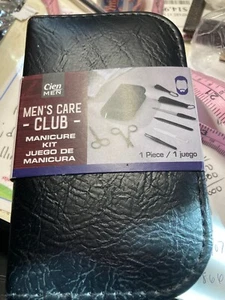 Cien
MEN
MEN'S CARE
- CLUB -
MANICURE
KIT
JUEGO DE
MANICURA
1 Piece / 1 juego